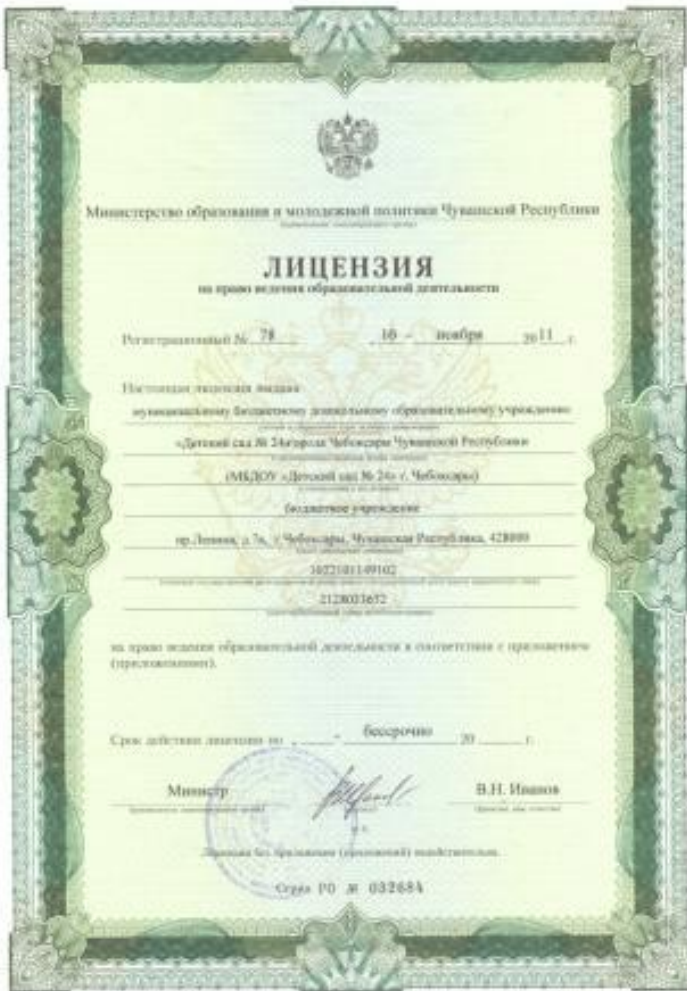 Министерство образования и молодежной политики Чувашской Республики
ЛИЦЕНЗИЯ
на право ведения образовательной деятельности
Регистрационный № 78 16 - ноября 2011 г.
Настоящая лицензия выдана
муниципальному бюджетному дошкольному образовательному учреждению
«Детский сад № 24»города Чебоксары Чувашской Республики
(МБДОУ «Детский сад № 24» г. Чебоксары)
бюджетное учреждение
пр.Ленина, г.Чебоксары, Чувашская Республика, 428000
1022101149102
2128023652
на право ведения образовательной деятельности в соответствии с приложением
(приложениями).
Срок действия лицензии по " бессрочно 20 г.
Министр В.Н. Иванов
Лицензия без приложения (приложений) недействительна.
Серия РО № 032684